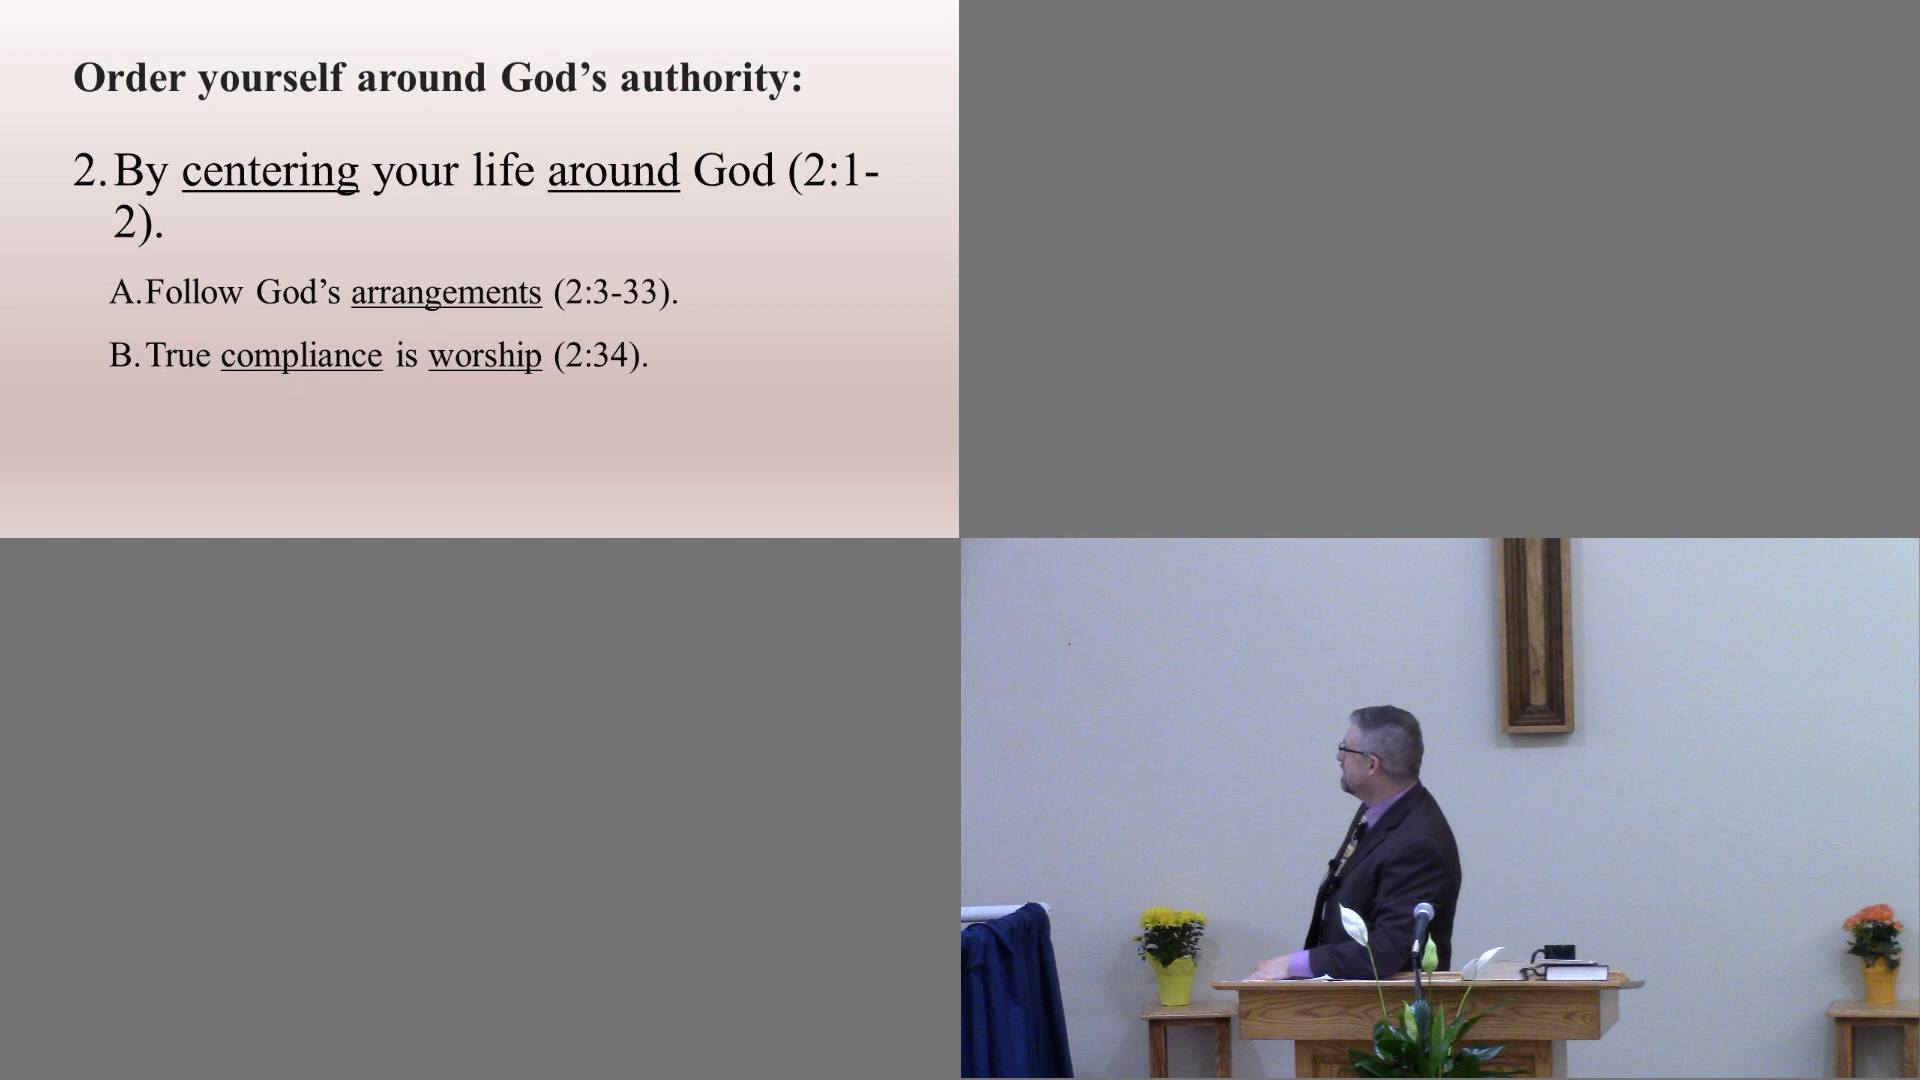 Order yourself around God’s authority:
2. By centering your life around God (2:1-
2).
A. Follow God’s arrangements (2:3-33).
B. True compliance is worship (2:34).